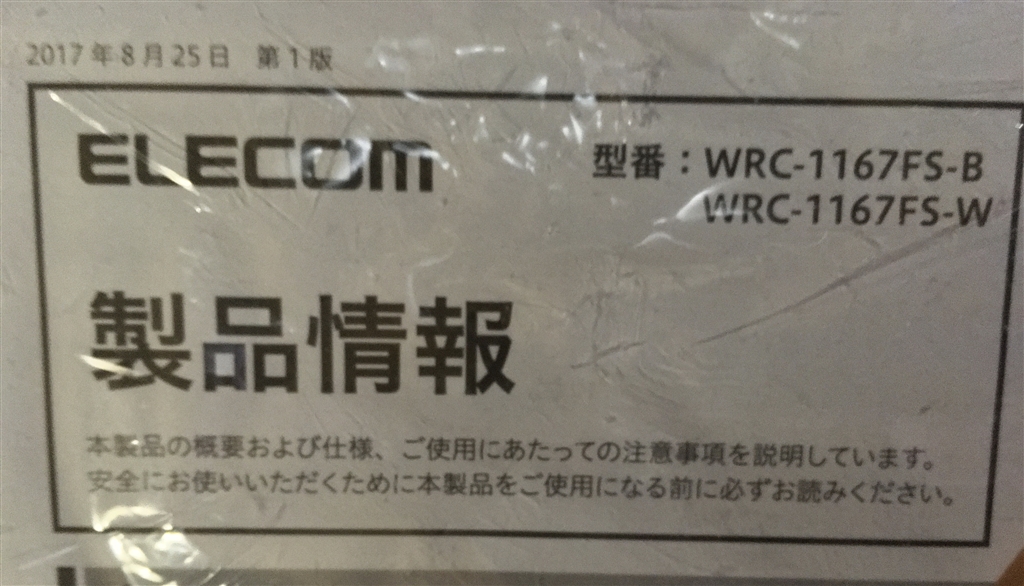 2017年8月25日 第1版
ELECOM
型番：WRC-1167FS-B
WRC-1167FS-W
製品情報
本製品の概要および仕様、ご使用にあたっての注意事項を説明しています。
安全にお使いいただくために本製品をご使用になる前に必ずお読みください。